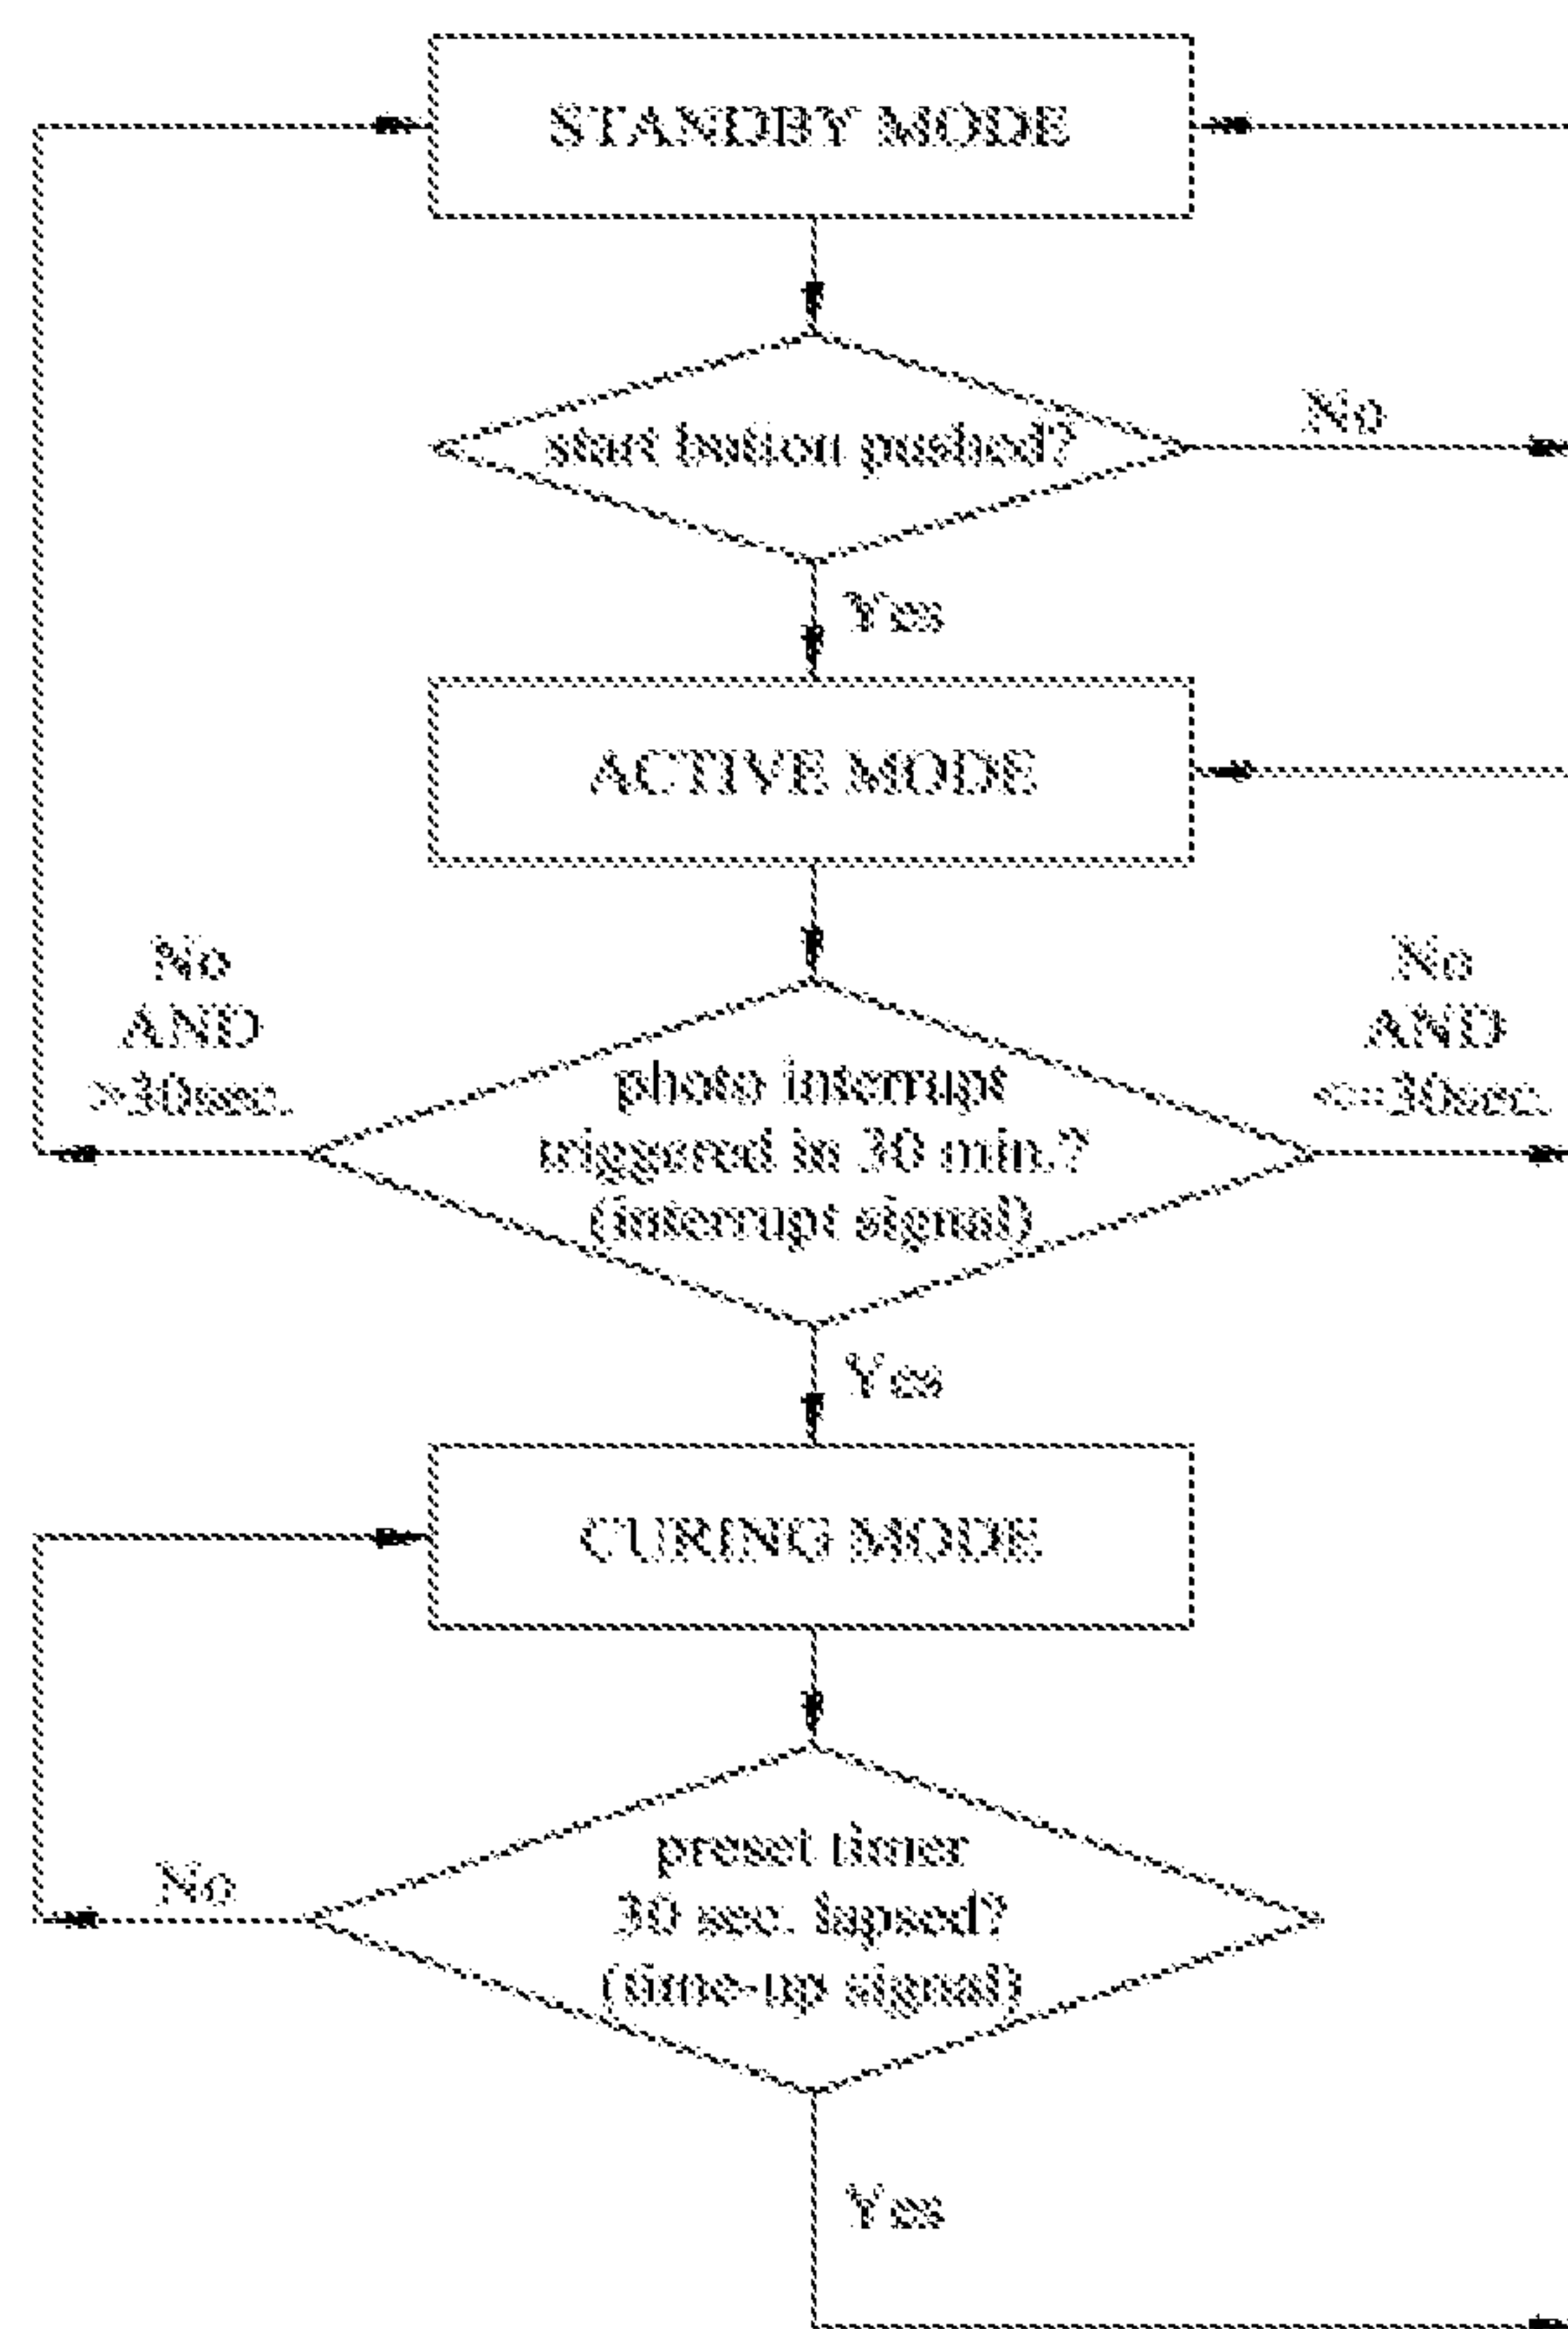 STANDBY MODE
start button pushed?
No
Yes
ACTIVE MODE
No
AND
>30sec.
No
AND
<=30sec.
photo interrupt
triggered in 30 min.?
(interrupt signal)
Yes
CURING MODE
preset timer
30 sec. lapsed?
(time-up signal)
No
Yes